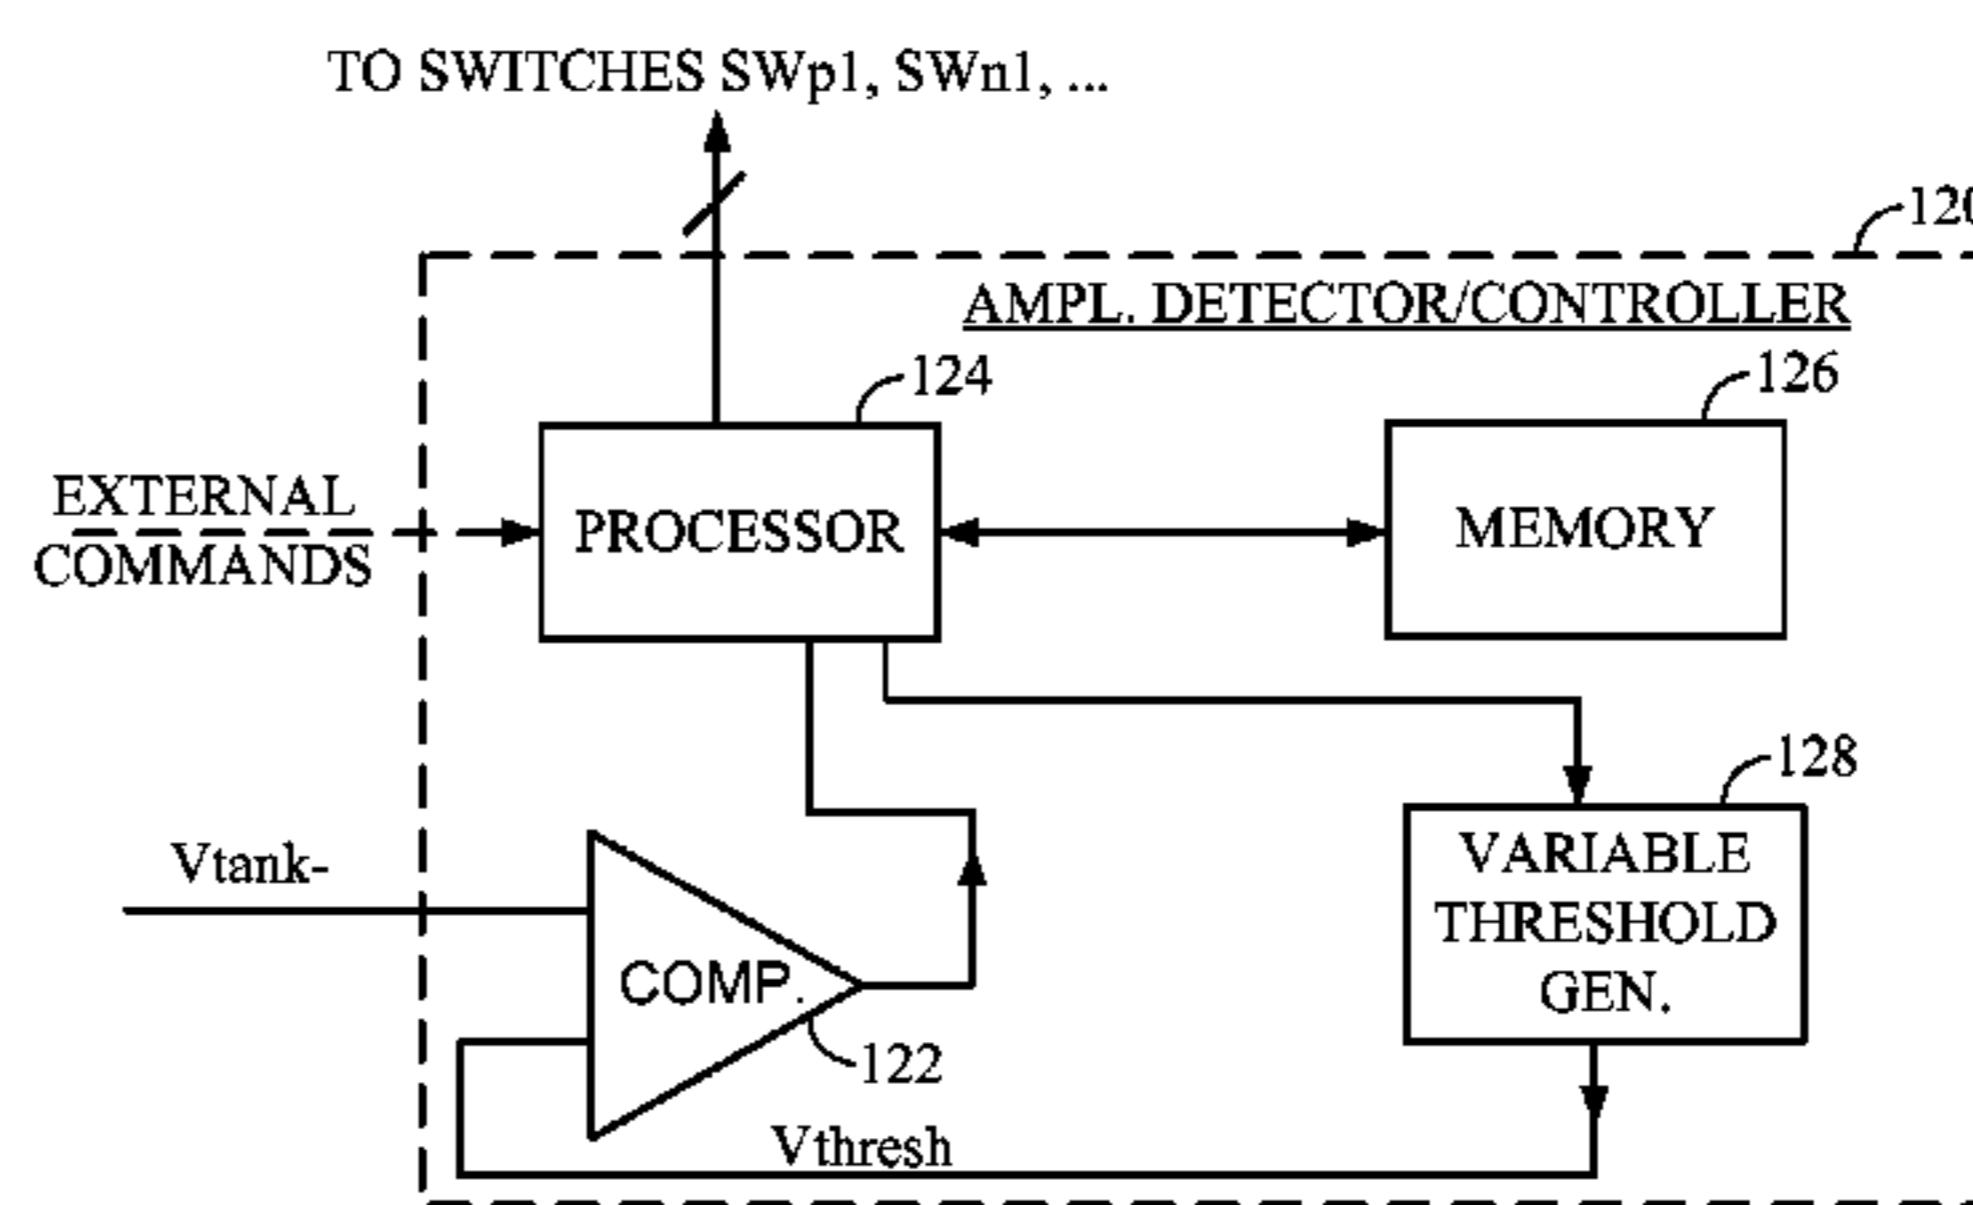 TO SWITCHES SWp1, SWn1, ...
120
AMPL. DETECTOR/CONTROLLER
124
126
EXTERNAL
COMMANDS
PROCESSOR
MEMORY
128
Vtank-
VARIABLE
THRESHOLD
GEN.
COMP.
122
Vthresh